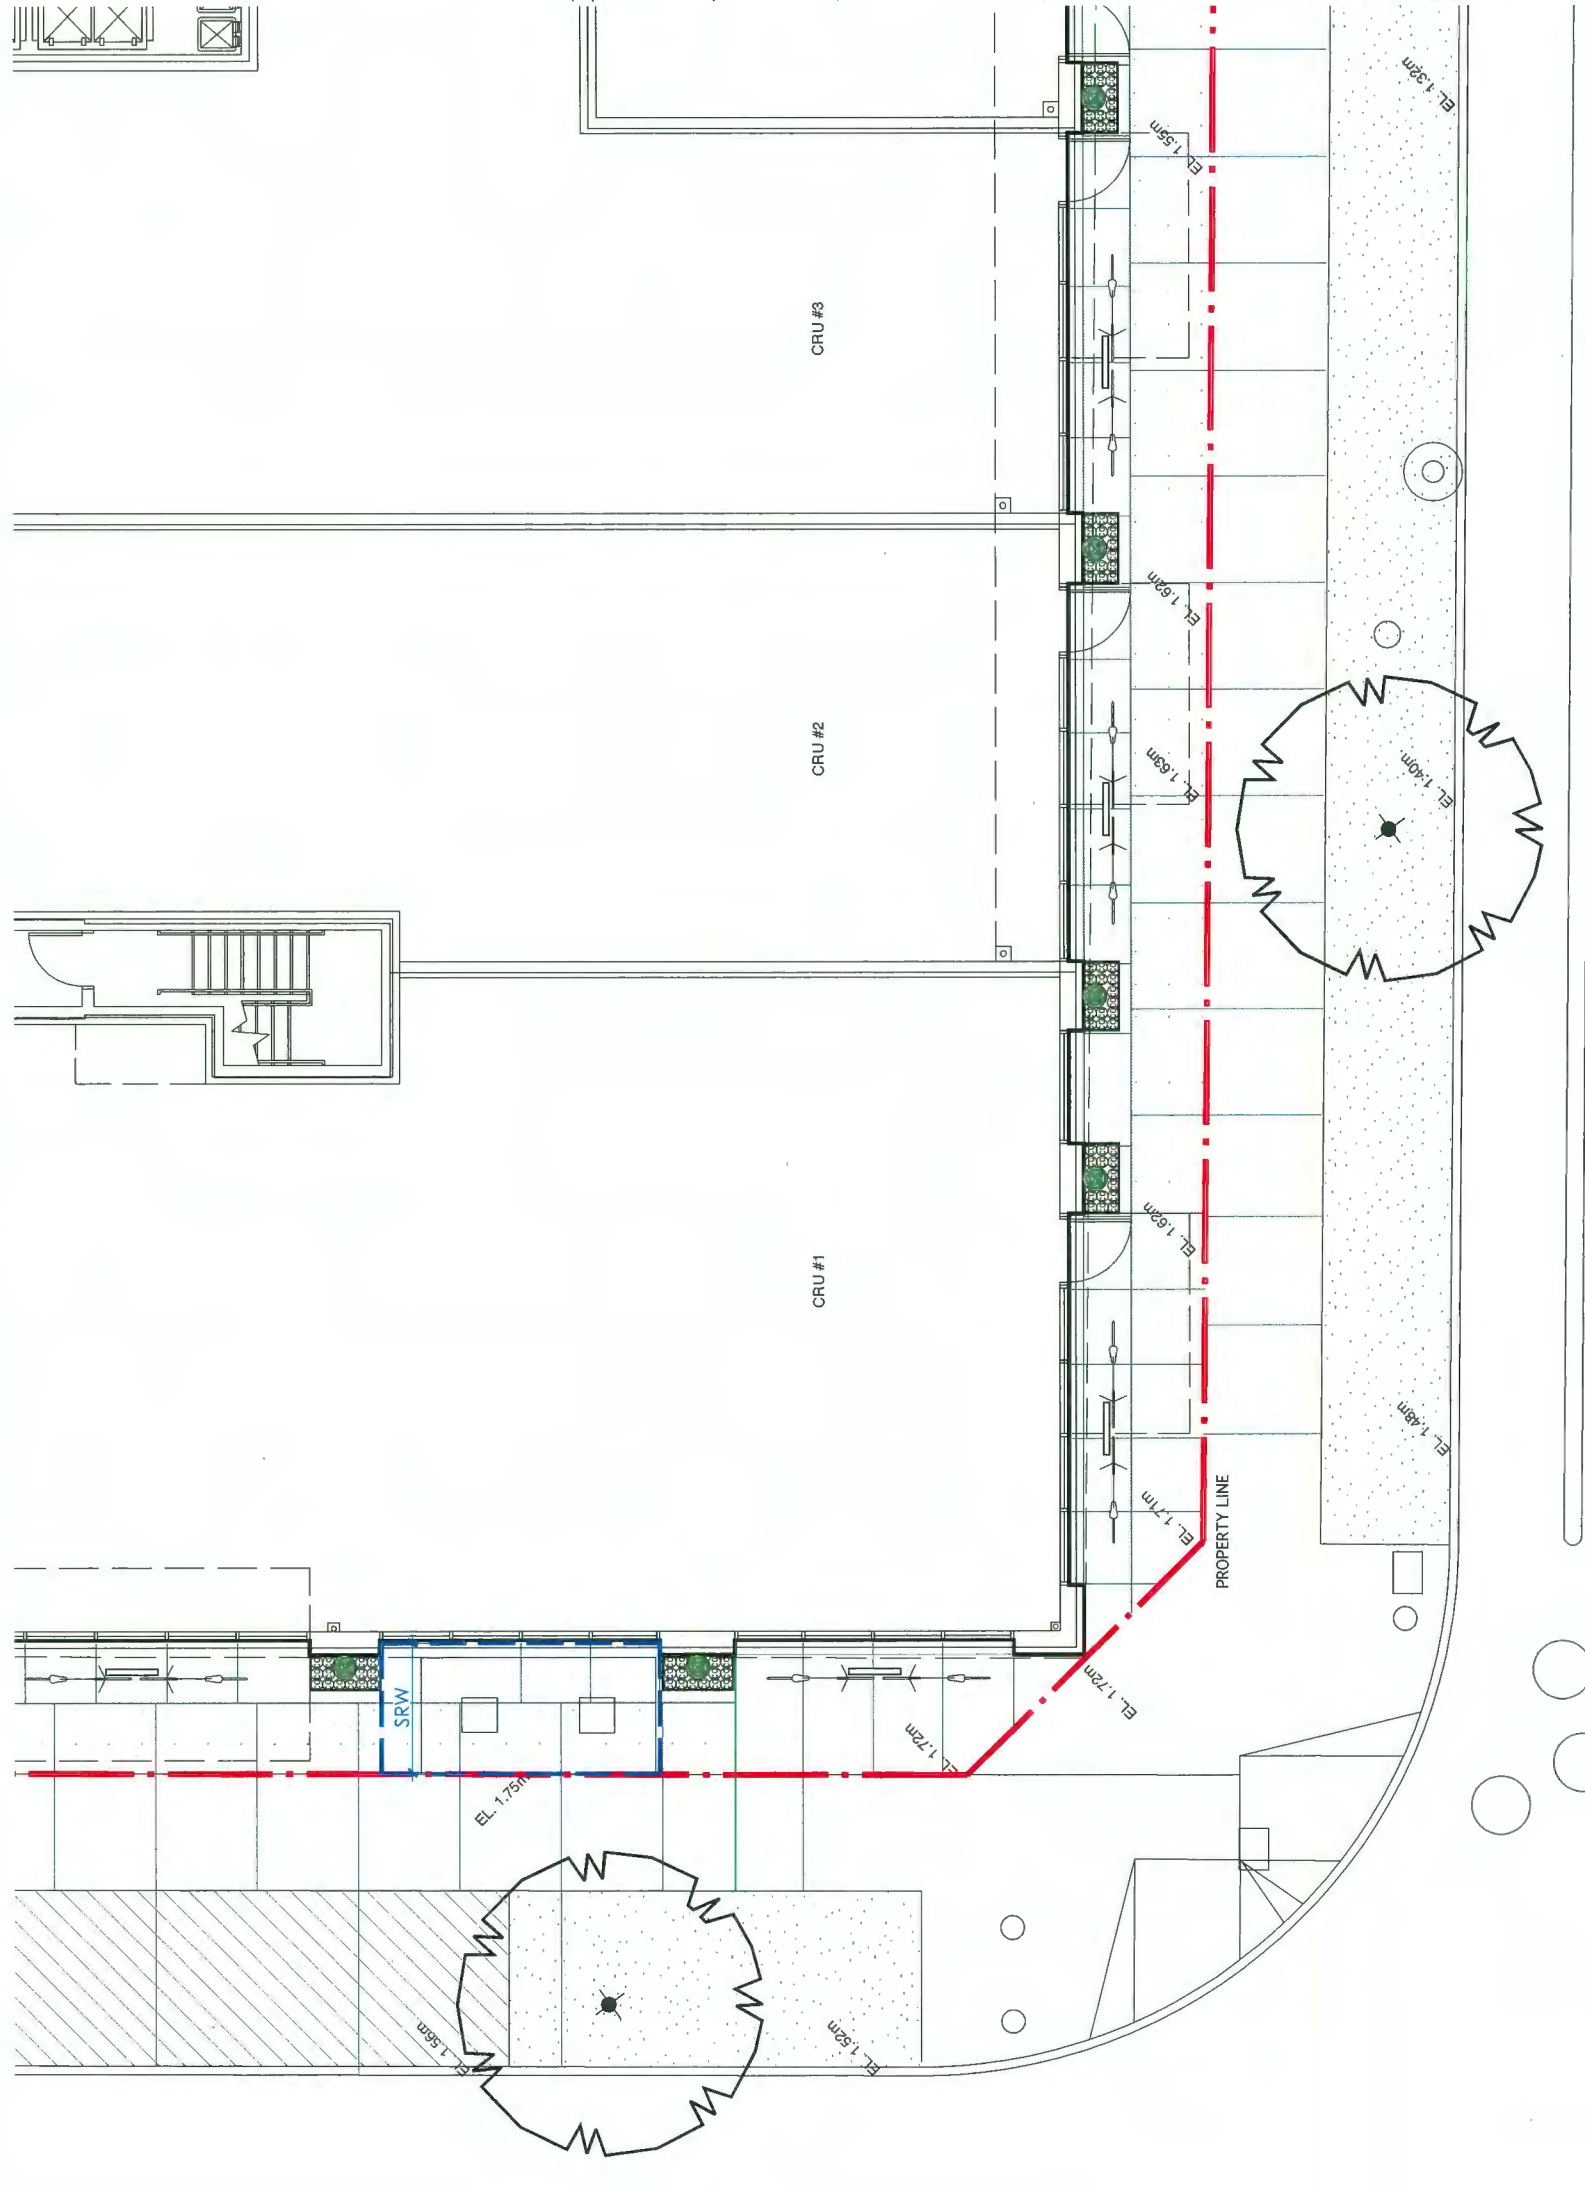 EL. 1.32m
EL. 1.55m
CRU #3
EL. 1.62m
CRU #2
EL. 1.63m
EL. 1.40m
EL. 1.62m
CRU #1
EL. 1.48m
EL. 1.71m
PROPERTY LINE
SRW
EL. 1.72m
EL. 1.72m
EL. 1.75m
EL. 1.56m
EL. 1.52m